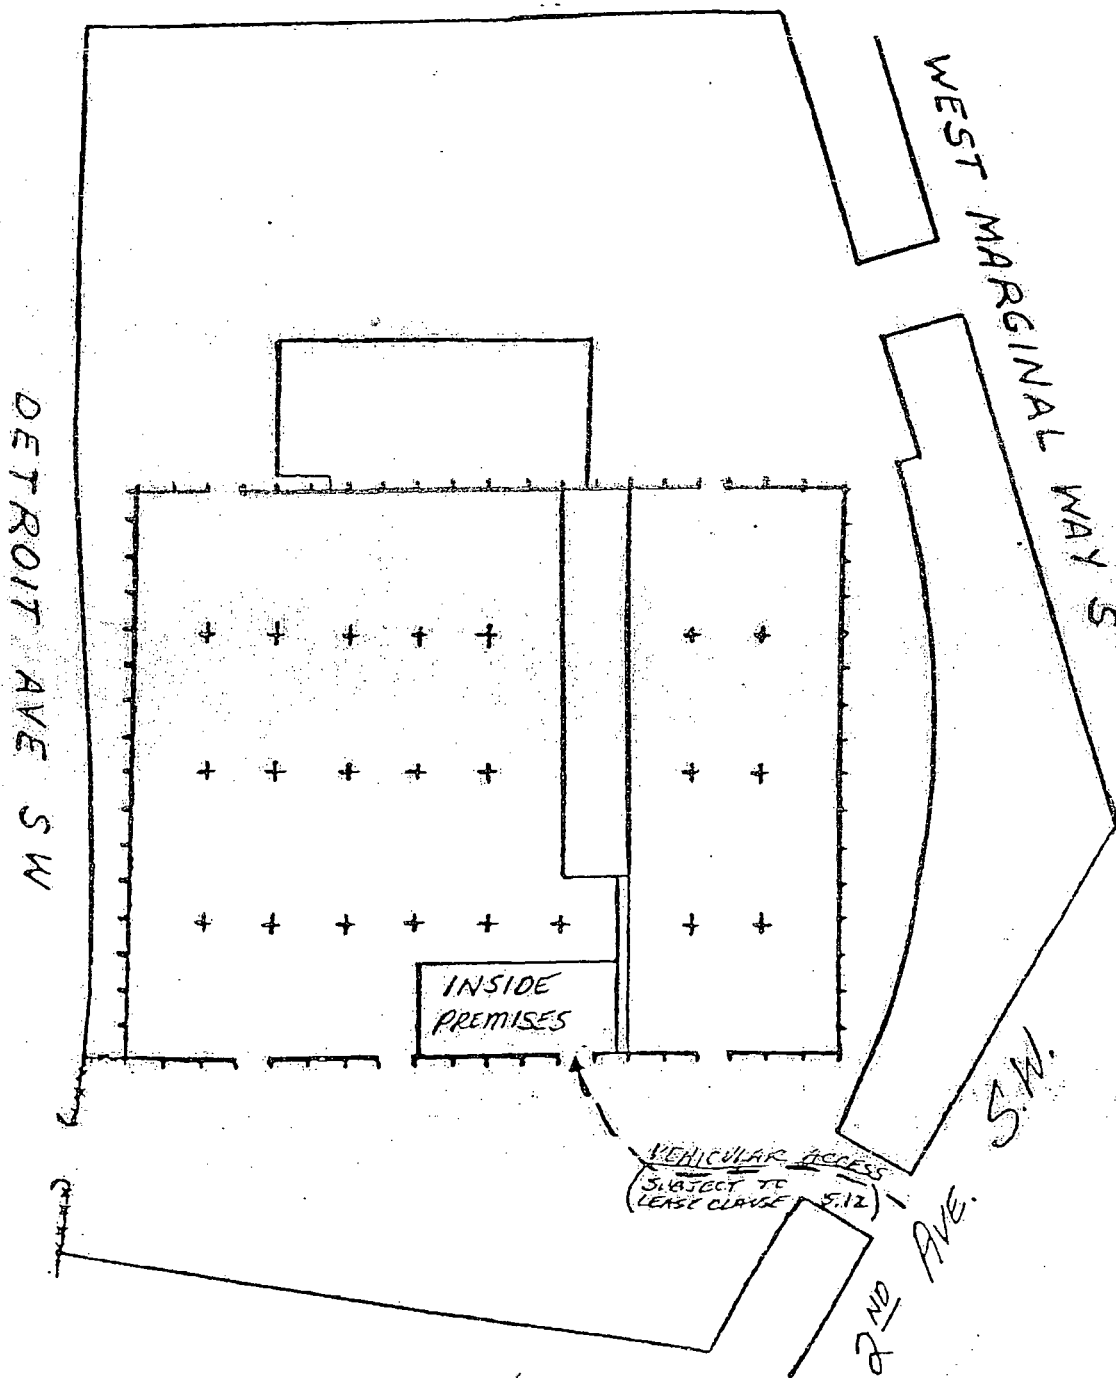 WEST MARGINAL WAY S
DETROIT AVE SW
INSIDE
PREMISES
S.W.
VEHICULAR ACCESS
(SUBJECT TO
LEASE CLAUSE 5.12)
2ND AVE.